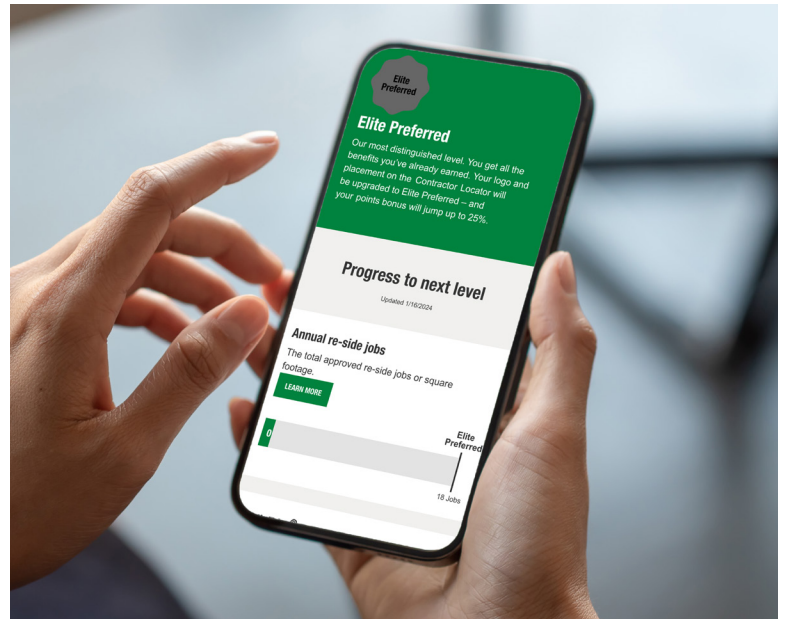 Elite
Preferred
Elite Preferred
Our most distinguished level. You get all the
benefits you've already earned. Your logo and
placement on the Contractor Locator will
be upgraded to Elite Preferred – and
your points bonus will jump up to 25%.
Progress to next level
Updated 1/16/2024
Annual re-side jobs
The total approved re-side jobs or square
footage.
LEARN MORE
0
Elite
Preferred
18 Jobs